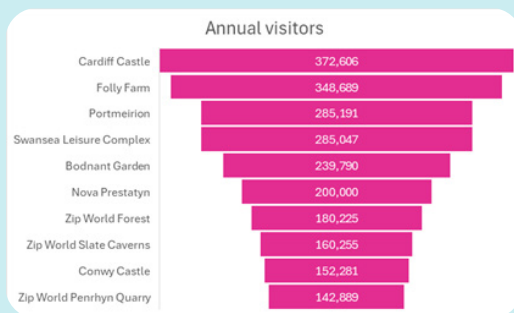 Annual visitors
Cardiff Castle 372,606
Folly Farm 348,689
Portmeirion 285,191
Swansea Leisure Complex 285,047
Bodnant Garden 239,790
Nova Prestatyn 200,000
Zip World Forest 180,225
Zip World Slate Caverns 160,255
Conwy Castle 152,281
Zip World Penrhyn Quarry 142,889